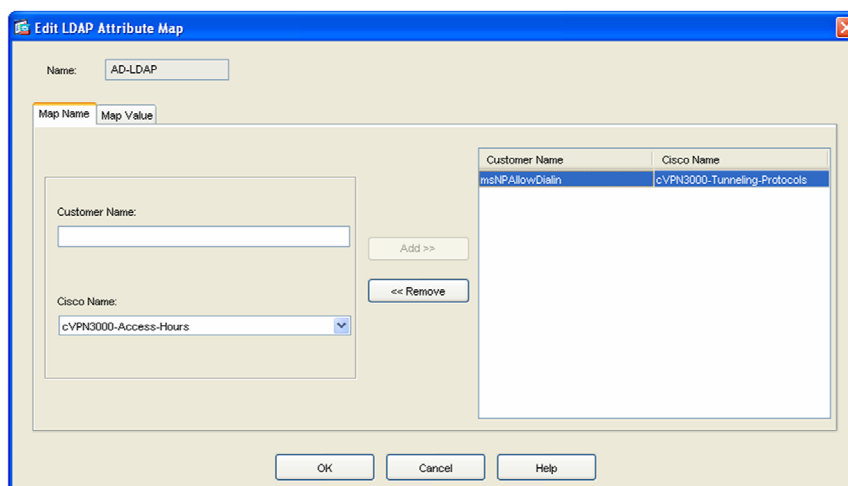 Edit LDAP Attribute Map
Name: AD-LDAP
Map Name Map Value
Customer Name:
Cisco Name:
cVPN3000-Access-Hours
Add >>
<< Remove
Customer Name Cisco Name
msNPAllowDialin cVPN3000-Tunneling-Protocols
OK Cancel Help